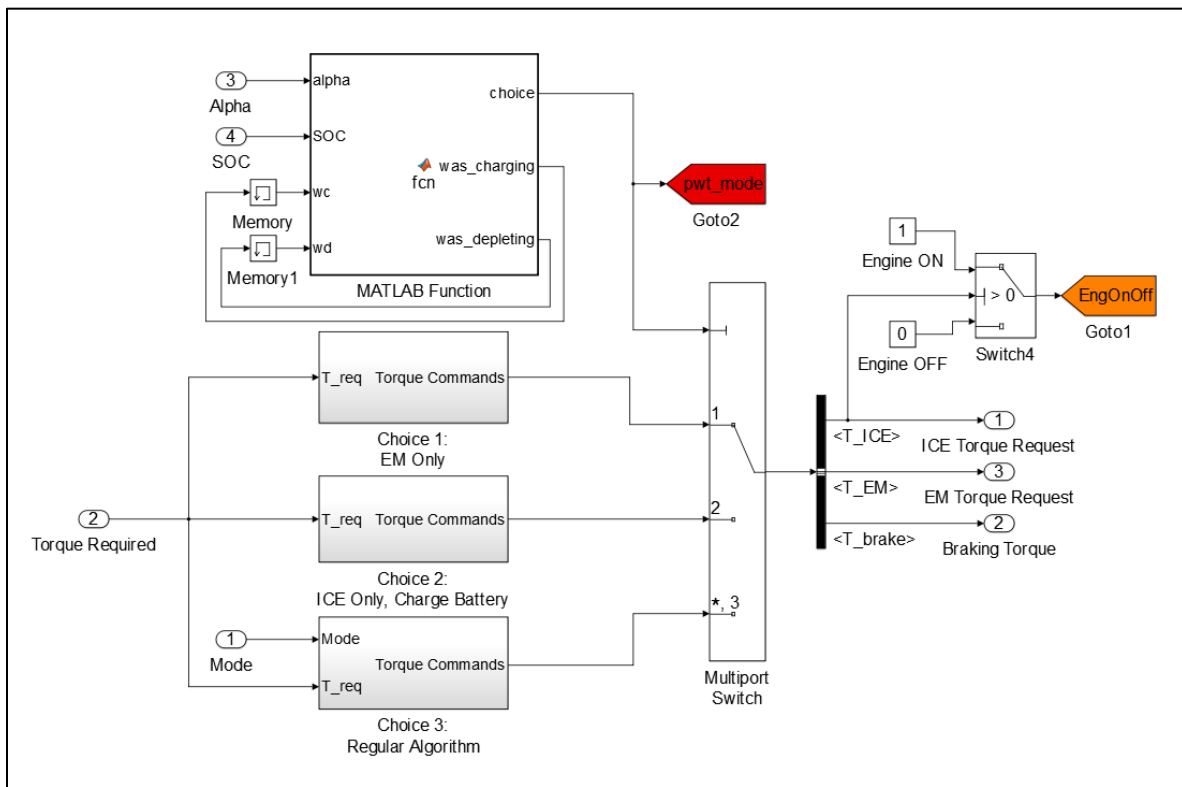 3
Alpha
4
SOC
Memory
Memory1
alpha
SOC
wc
wd
fcn
choice
was_charging
was_depleting
MATLAB Function
pwt_mode
Goto2
1
Engine ON
0
Engine OFF
> 0
Switch4
EngOnOff
Goto1
2
Torque Required
1
Mode
T_req
Torque Commands
Choice 1:
EM Only
T_req
Torque Commands
Choice 2:
ICE Only, Charge Battery
Mode
T_req
Torque Commands
Choice 3:
Regular Algorithm
1
2
*, 3
Multiport
Switch
<T_ICE>
<T_EM>
<T_brake>
1
ICE Torque Request
3
EM Torque Request
2
Braking Torque